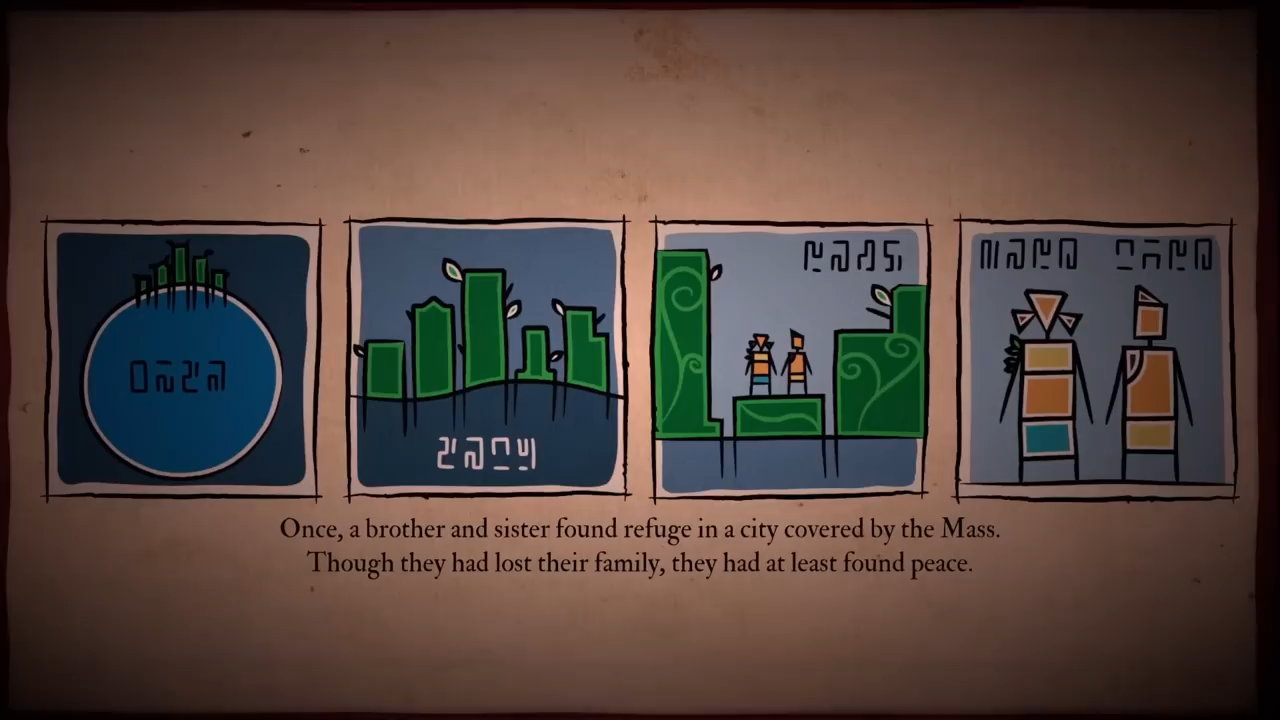 Once, a brother and sister found refuge in a city covered by the Mass.
Though they had lost their family, they had at least found peace.